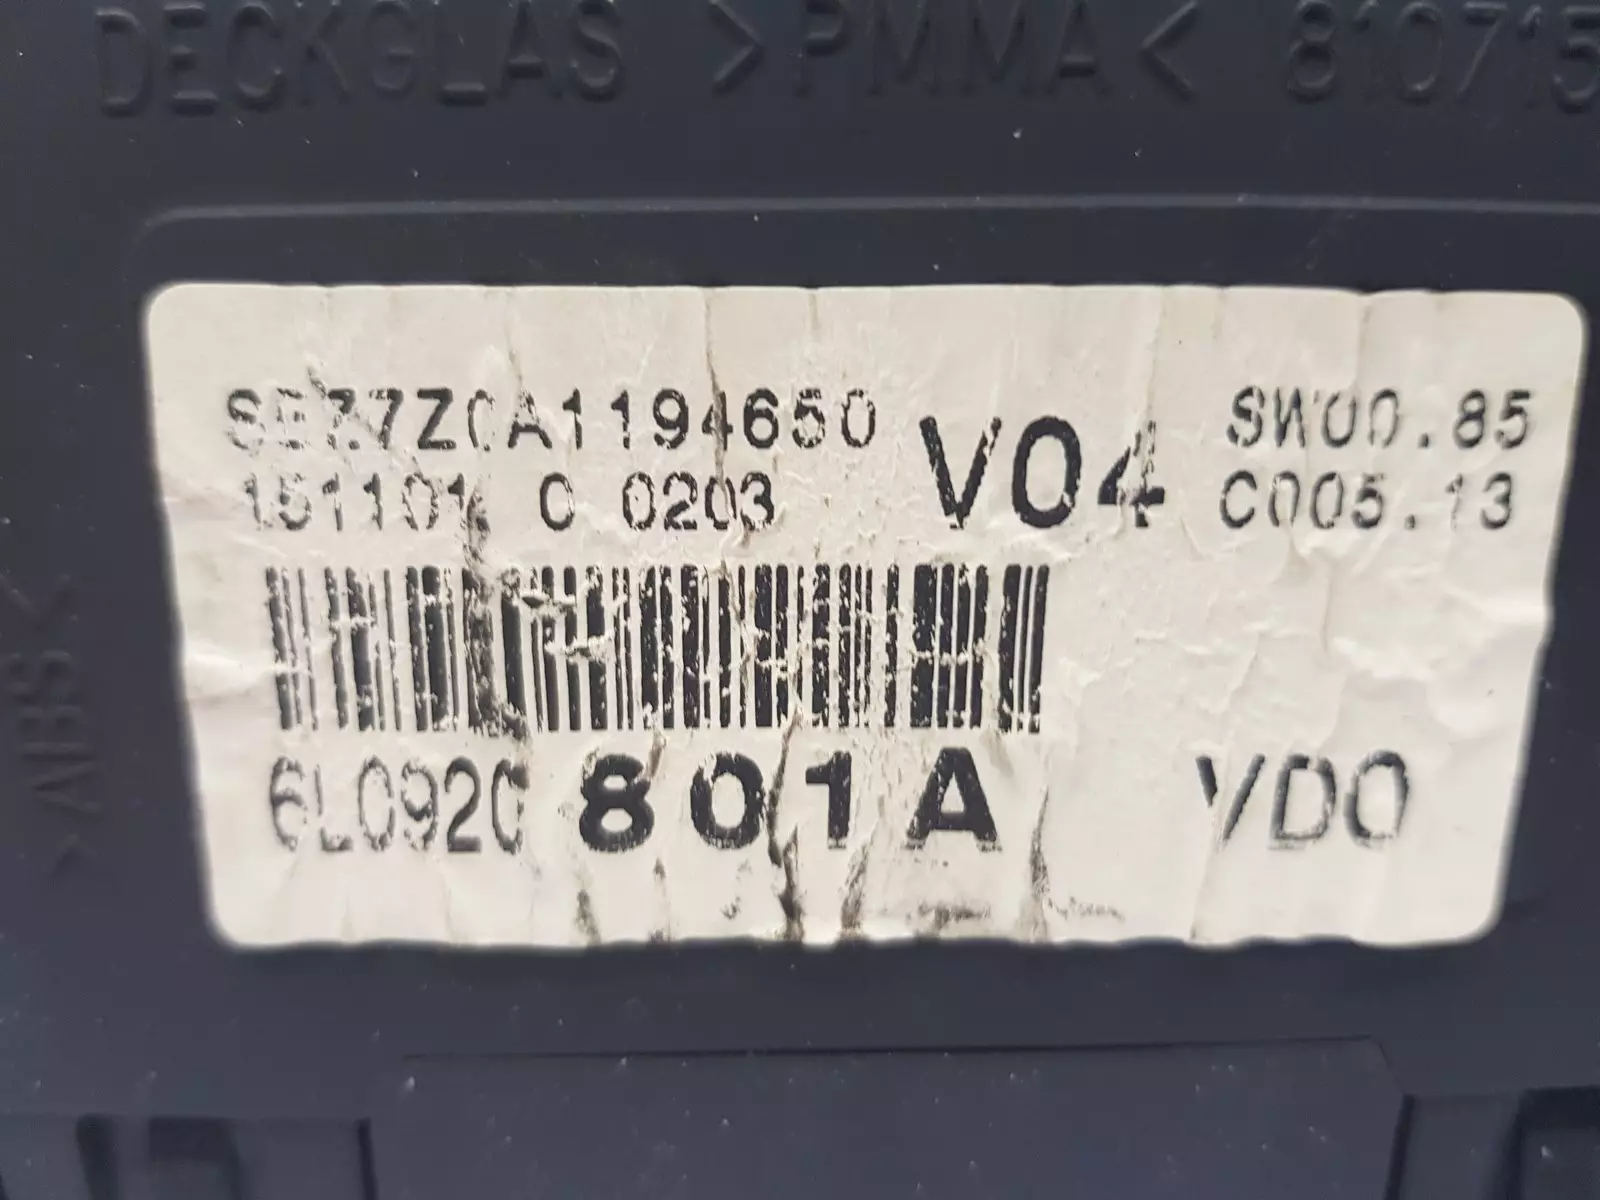 DECKGLAS >PMMA< 810715
SEZ7Z0A1194650
151101 0 0203
V04
SW00.85
C005.13
6L0920 801A
VDO
>ABS<